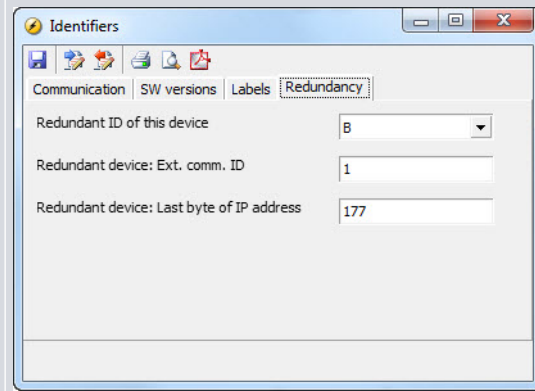 Identifiers
Communication SW versions Labels Redundancy
Redundant ID of this device B
Redundant device: Ext. comm. ID 1
Redundant device: Last byte of IP address 177